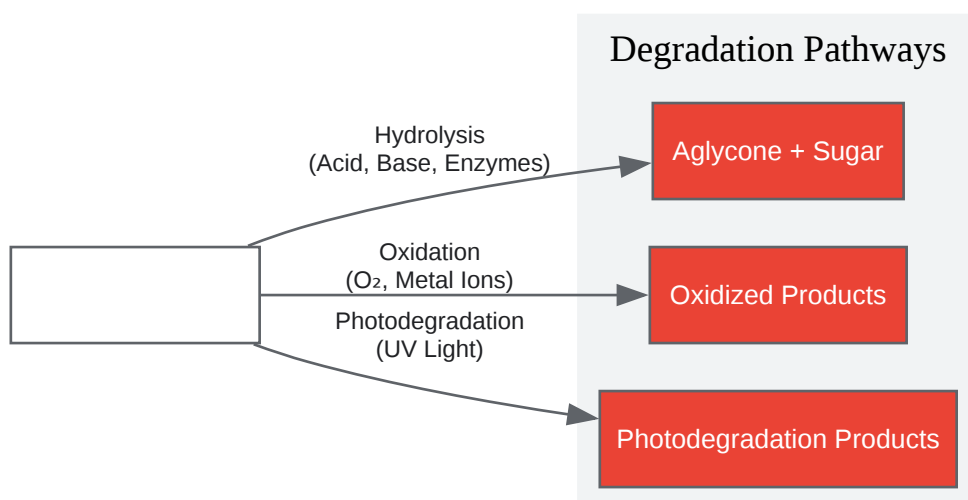 Degradation Pathways
Hydrolysis
(Acid, Base, Enzymes)
Aglycone + Sugar
Oxidation
(O₂, Metal Ions)
Oxidized Products
Photodegradation
(UV Light)
Photodegradation Products